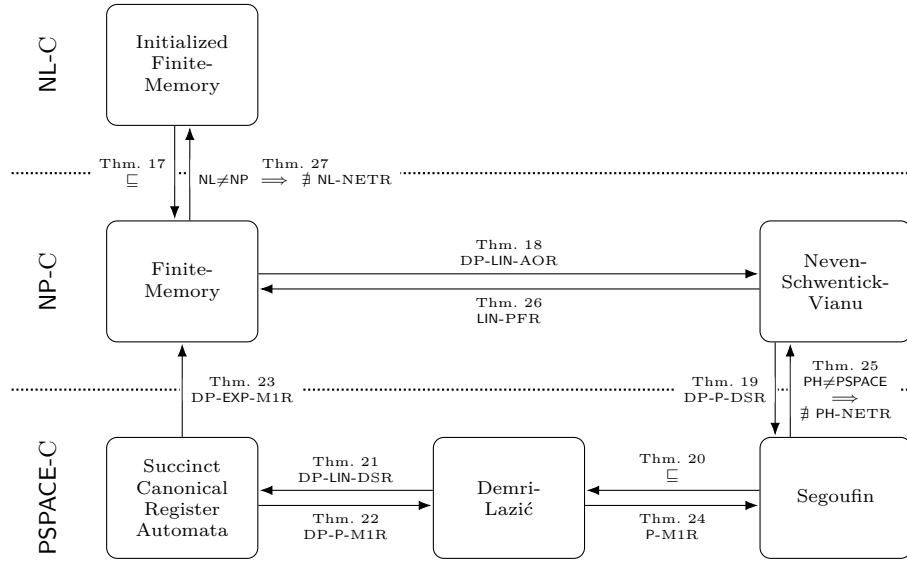 NL-C
Initialized
Finite-
Memory
Thm. 17
⊑
Thm. 27
NL≠NP ⟹ ∄ NL-NETR
NP-C
Finite-
Memory
Thm. 18
DP-LIN-AOR
Thm. 26
LIN-PFR
Neven-
Schwentick-
Vianu
Thm. 23
DP-EXP-M1R
Thm. 19
DP-P-DSR
Thm. 25
PH≠PSPACE
⟹
∄ PH-NETR
PSPACE-C
Succinct
Canonical
Register
Automata
Thm. 21
DP-LIN-DSR
Thm. 22
DP-P-M1R
Demri-
Lazić
Thm. 20
⊑
Thm. 24
P-M1R
Segoufin